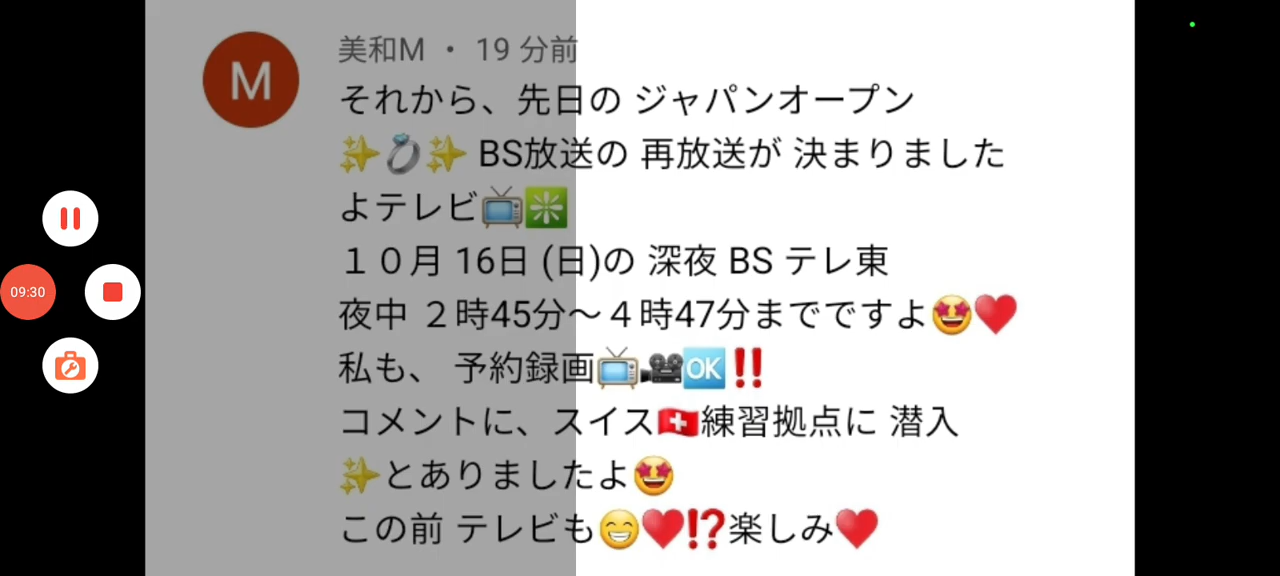 美和M ・ 19 分前
M
それから、先日の ジャパンオープン
✨💍✨ BS放送の 再放送が 決まりました
よテレビ📺❇️
１０月 16日 (日)の 深夜 BS テレ東
夜中 ２時45分〜４時47分までですよ🤩♥️
私も、 予約録画📺🎥🆗‼️
コメントに、スイス🇨🇭練習拠点に 潜入
✨とありましたよ🤩
この前 テレビも😁♥️⁉️楽しみ♥️
09:30